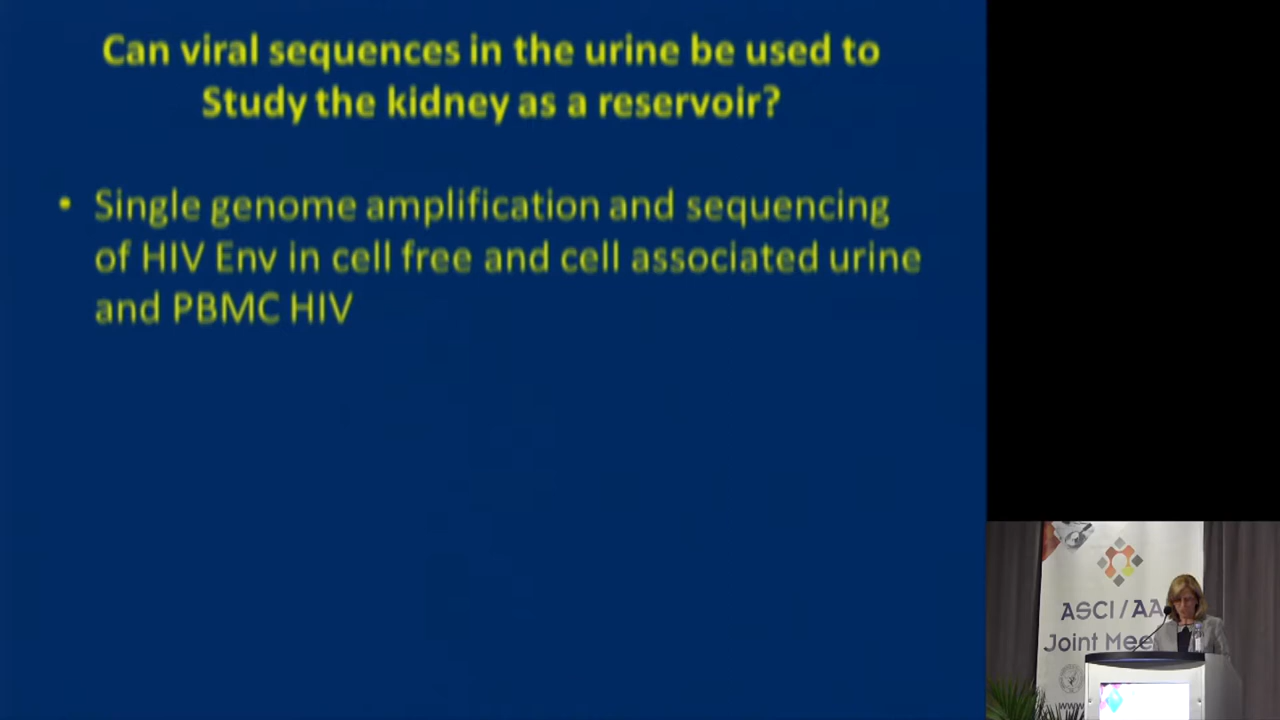 Can viral sequences in the urine be used to
Study the kidney as a reservoir?
• Single genome amplification and sequencing
of HIV Env in cell free and cell associated urine
and PBMC HIV
ASCI / AA
Joint Mee